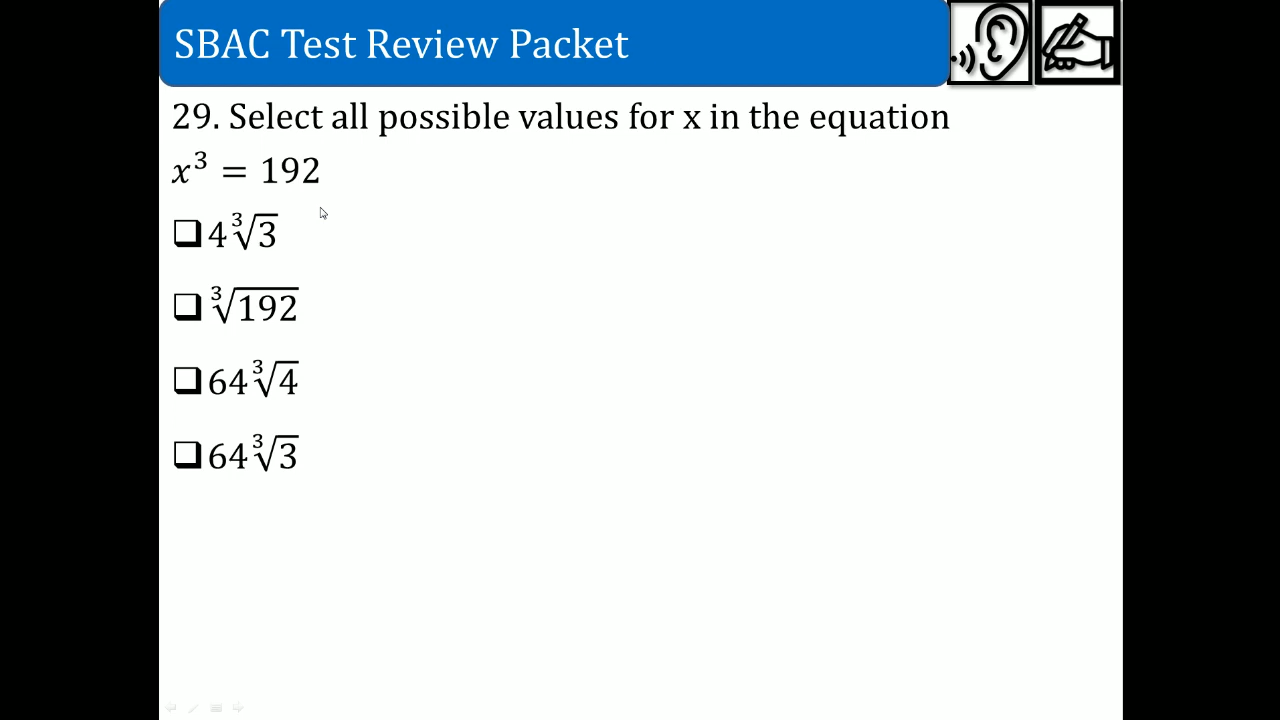 SBAC Test Review Packet
29. Select all possible values for x in the equation
x³ = 192
❑ 4∛3
❑ ∛192
❑ 64∛4
❑ 64∛3